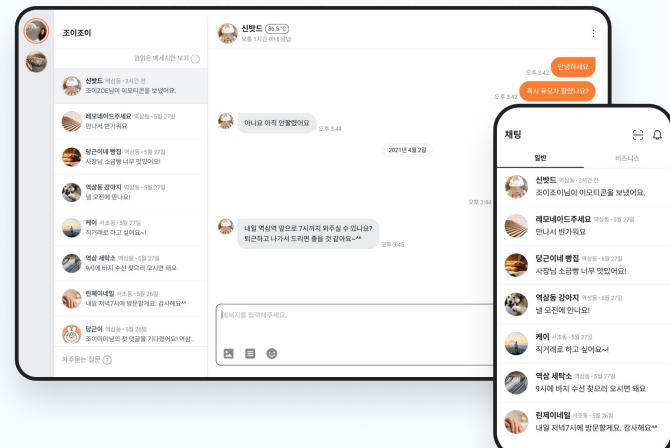 조이조이
안읽은 메세지만 보기
신밧드 역삼동·2시간 전
조이ZOE님이 이모티콘을 보냈어요.
레모네이드주세요 역삼동·5월 27일
만나서 반가워요
당근이네 빵집 역삼동·5월 27일
사장님 소금빵 너무 맛있어요!
역삼동 강아지 역삼동·5월 27일
낼 오전에 만나요!
케이 서초동·5월 27일
직거래로 하고 싶어요~!
역삼 세탁소 역삼동·5월 27일
9시에 바지 수선 찾으러 오시면 돼요
린제이네일 서초동·5월 26일
내일 저녁7시에 방문할게요. 감사해요^^
당근이 역삼동·5월 26일
조이마이님의 첫 댓글을 기다렸어요! 역삼..
자주묻는 질문 ?
신밧드 36.5℃
보통 1시간 이내 응답
안녕하세요
오후 3:42
혹시 유모차 팔렸나요?
오후 3:42
아니요 아직 안팔렸어요
오후 3:44
2021년 4월 2일
오후 3:44
내일 역삼역 앞으로 7시까지 와주실 수 있나요?
퇴근하고 나가서 드리면 좋을 것 같아요~^^
오후 3:45
메세지를 입력해주세요.
채팅
일반
비즈니스
신밧드 역삼동·2시간 전
조이조이님이 이모티콘을 보냈어요.
레모네이드주세요 역삼동·5월 27일
만나서 반가워요
당근이네 빵집 역삼동·5월 27일
사장님 소금빵 너무 맛있어요!
역삼동 강아지 역삼동·5월 27일
낼 오전에 만나요!
케이 서초동·5월 27일
직거래로 하고 싶어요~!
역삼 세탁소 역삼동·5월 27일
9시에 바지 수선 찾으러 오시면 돼요
린제이네일 서초동·5월 26일
내일 저녁7시에 방문할게요. 감사해요^^